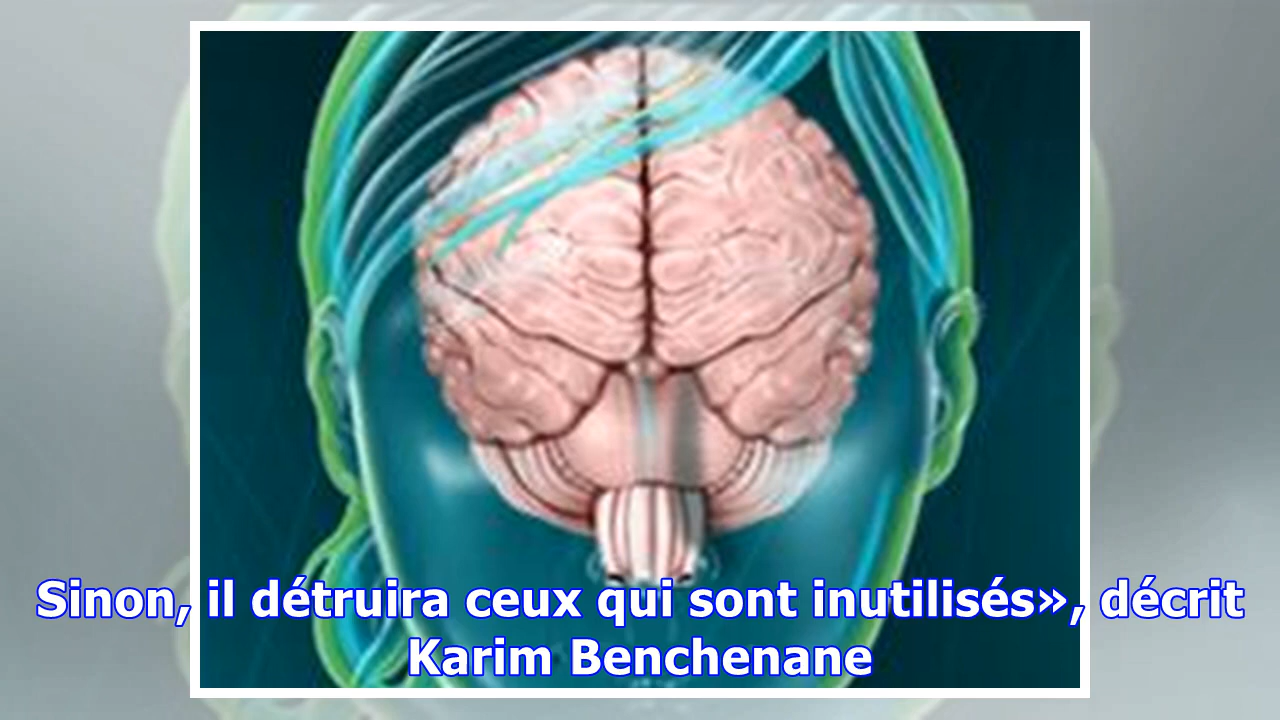 Sinon, il détruira ceux qui sont inutilisés», décrit
Karim Benchenane